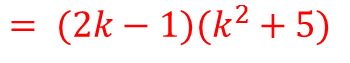 = (2k − 1)(k² + 5)